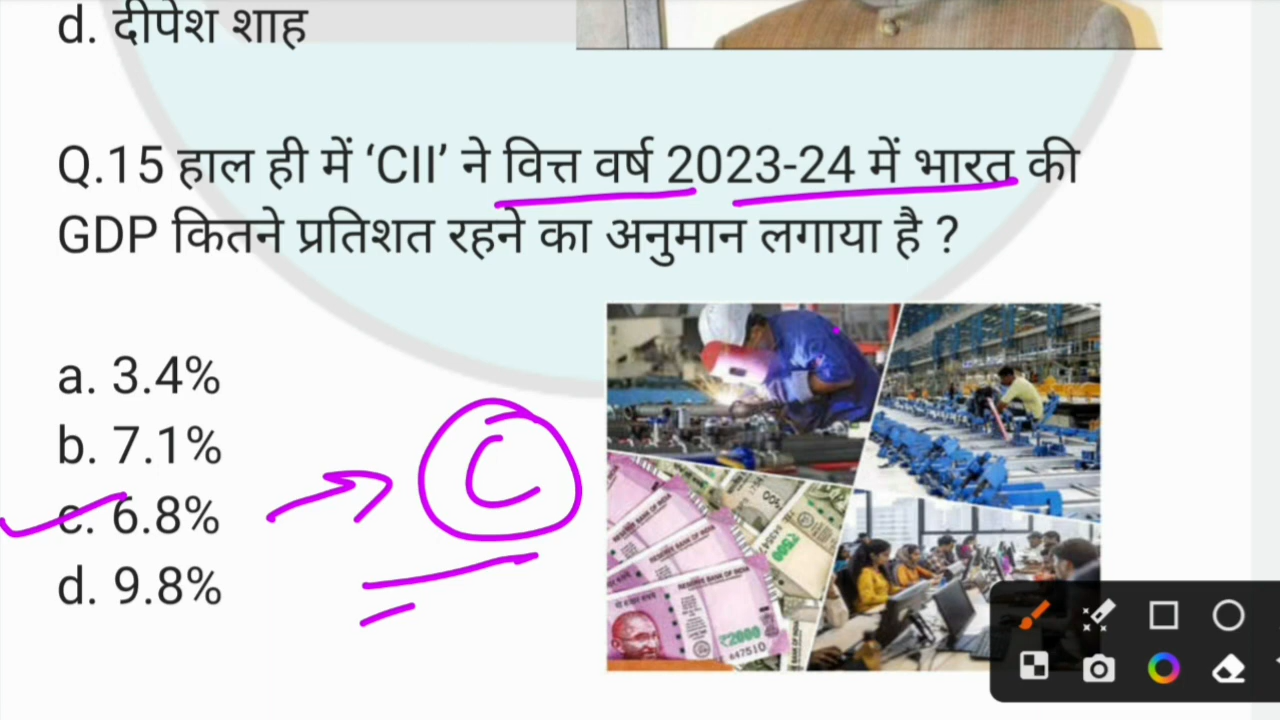 d. दीपेश शाह
Q.15 हाल ही में ‘CII’ ने वित्त वर्ष 2023-24 में भारत की
GDP कितने प्रतिशत रहने का अनुमान लगाया है ?
a. 3.4%
b. 7.1%
c. 6.8%
d. 9.8%
C
₹2000